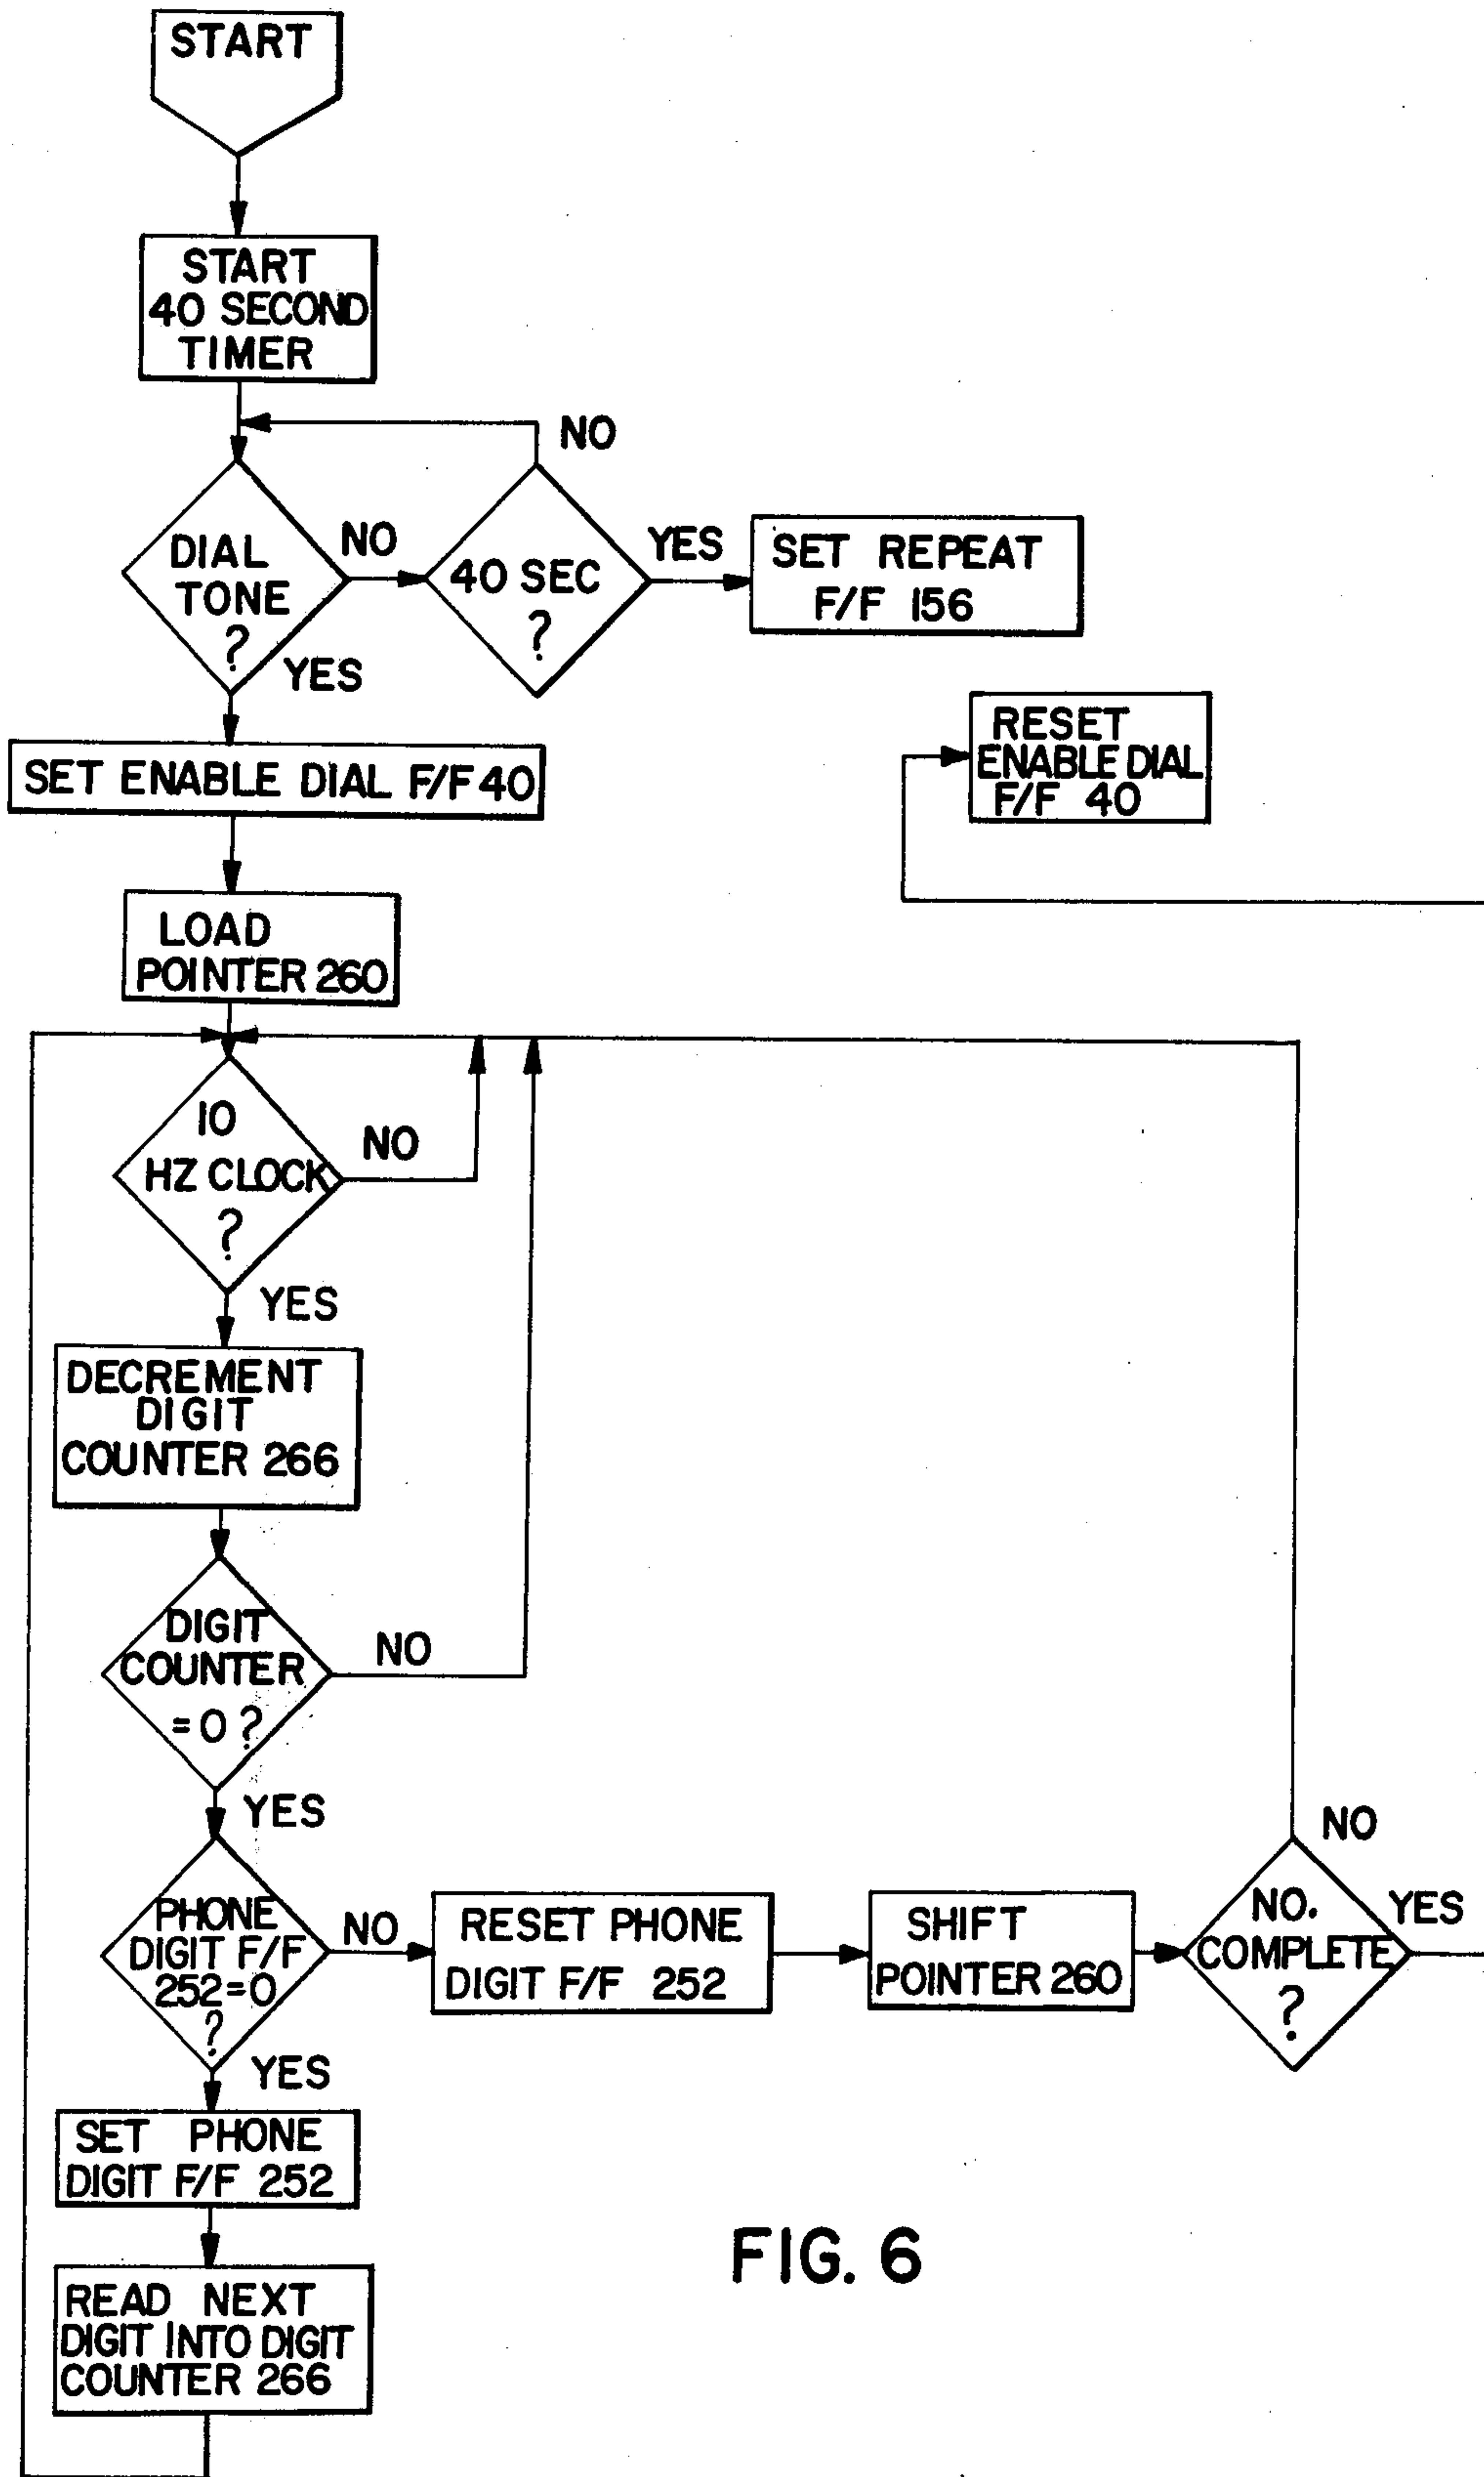 START
START
40 SECOND
TIMER
NO
DIAL
TONE
?
NO
40 SEC
?
YES
SET REPEAT
F/F 156
YES
RESET
ENABLE DIAL
F/F 40
SET ENABLE DIAL F/F 40
LOAD
POINTER 260
10
HZ CLOCK
?
NO
YES
DECREMENT
DIGIT
COUNTER 266
DIGIT
COUNTER
=0 ?
NO
YES
PHONE
DIGIT F/F
252=0
?
NO
RESET PHONE
DIGIT F/F 252
SHIFT
POINTER 260
NO.
COMPLETE
?
NO
YES
YES
SET PHONE
DIGIT F/F 252
READ NEXT
DIGIT INTO DIGIT
COUNTER 266
FIG. 6